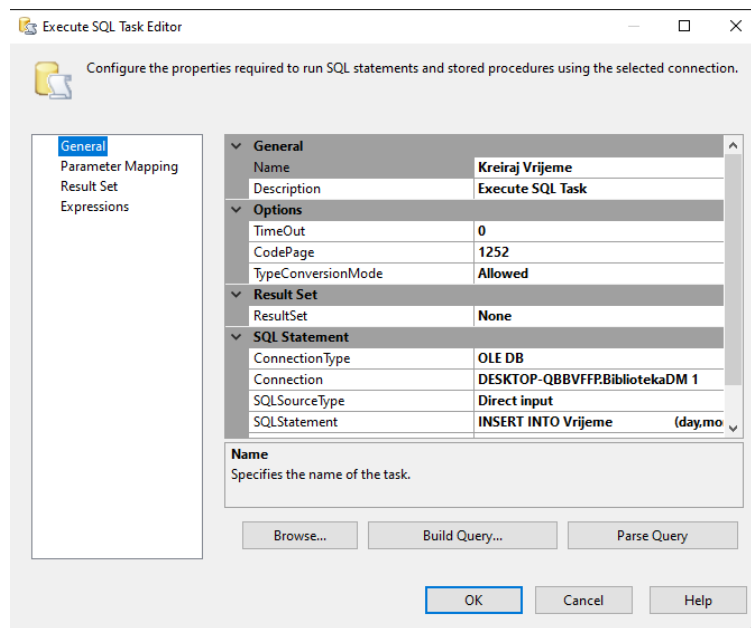 Execute SQL Task Editor
Configure the properties required to run SQL statements and stored procedures using the selected connection.
General
Parameter Mapping
Result Set
Expressions
General
Name Kreiraj Vrijeme
Description Execute SQL Task
Options
TimeOut 0
CodePage 1252
TypeConversionMode Allowed
Result Set
ResultSet None
SQL Statement
ConnectionType OLE DB
Connection DESKTOP-QBBVFFP.BibliotekaDM 1
SQLSourceType Direct input
SQLStatement INSERT INTO Vrijeme (day,mo
Name
Specifies the name of the task.
Browse... Build Query... Parse Query
OK Cancel Help